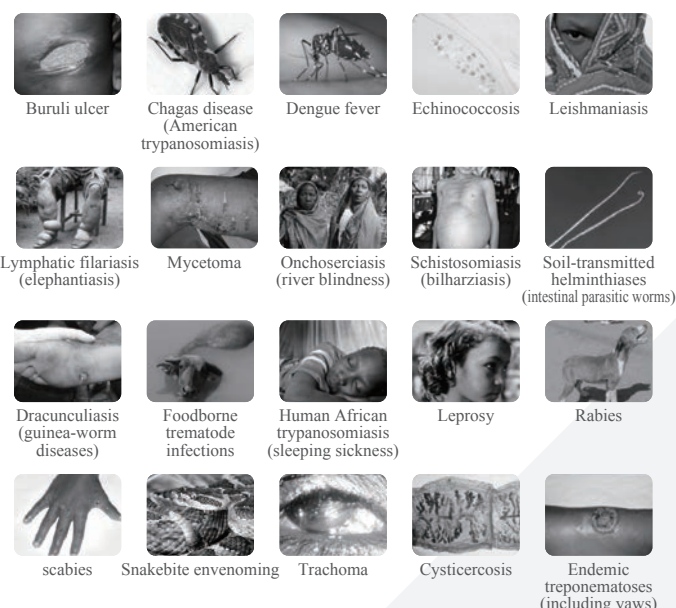 Buruli ulcer
Chagas disease
(American
trypanosomiasis)
Dengue fever
Echinococcosis
Leishmaniasis
Lymphatic filariasis
(elephantiasis)
Mycetoma
Onchoserciasis
(river blindness)
Schistosomiasis
(bilharziasis)
Soil-transmitted
helminthiases
(intestinal parasitic worms)
Dracunculiasis
(guinea-worm
diseases)
Foodborne
trematode
infections
Human African
trypanosomiasis
(sleeping sickness)
Leprosy
Rabies
scabies
Snakebite envenoming
Trachoma
Cysticercosis
Endemic
treponematoses
(including yaws)